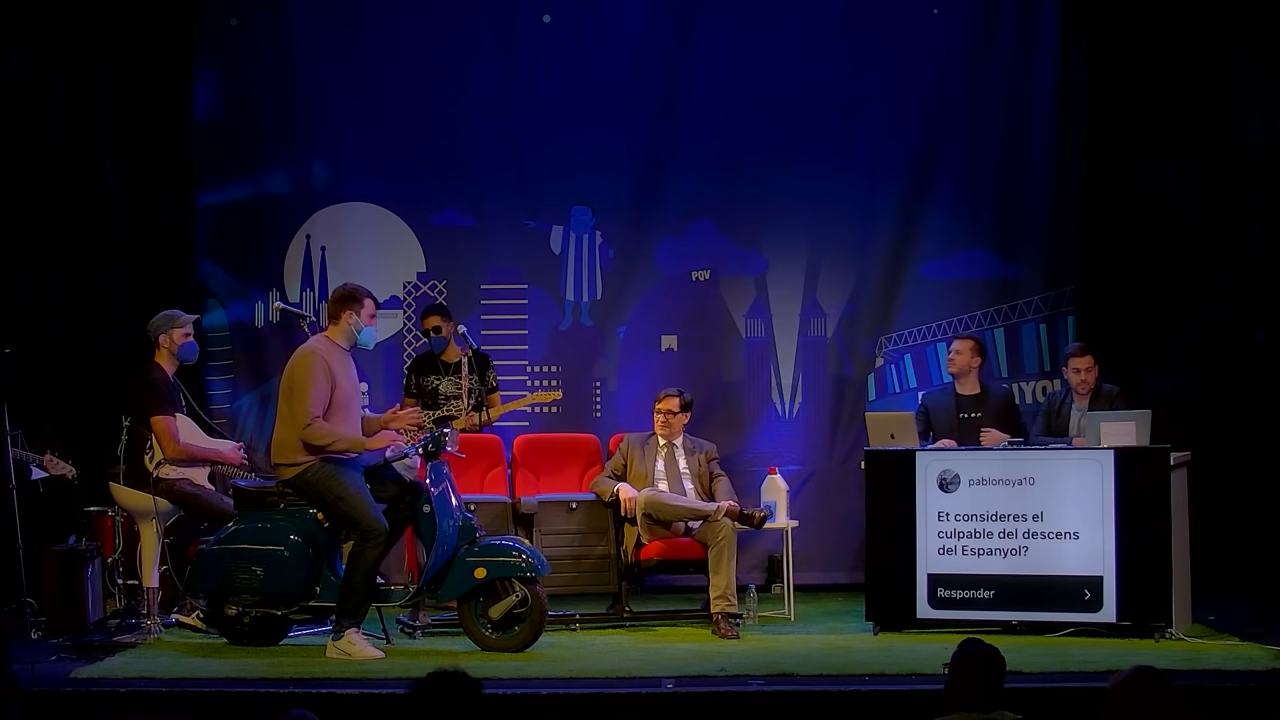 PQV
pablonoya10
Et consideres el
culpable del descens
del Espanyol?
Responder